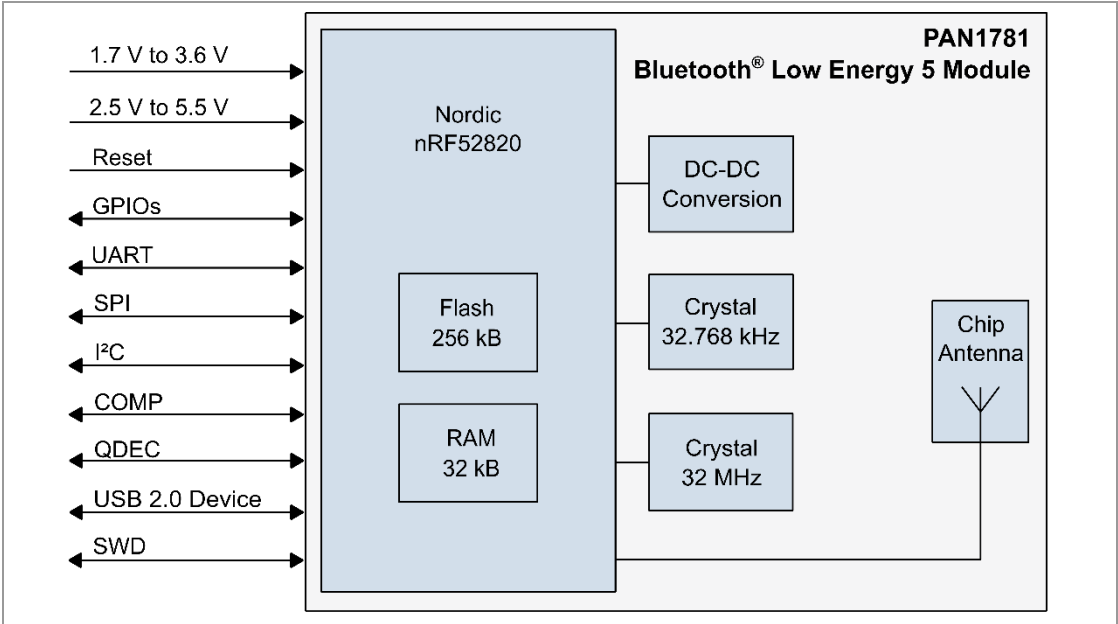 PAN1781
Bluetooth® Low Energy 5 Module
1.7 V to 3.6 V
2.5 V to 5.5 V
Reset
GPIOs
UART
SPI
I²C
COMP
QDEC
USB 2.0 Device
SWD
Nordic
nRF52820
Flash
256 kB
RAM
32 kB
DC-DC
Conversion
Crystal
32.768 kHz
Crystal
32 MHz
Chip
Antenna